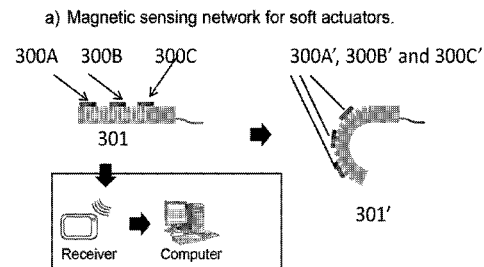 a) Magnetic sensing network for soft actuators.
300A 300B 300C 300A′, 300B′ and 300C′
301
301′
Receiver Computer